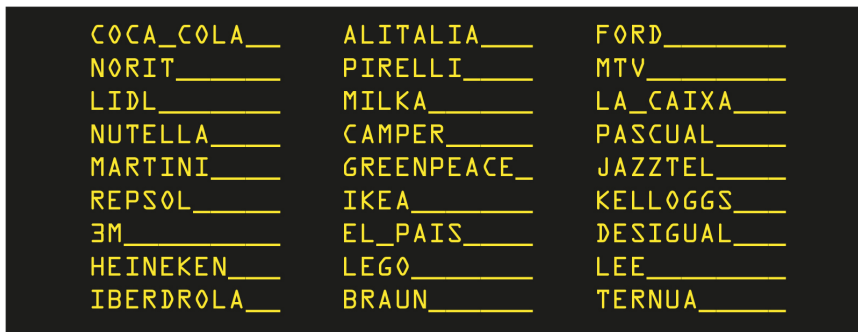 COCA_COLA__ ALITALIA___ FORD_______
NORIT______ PIRELLI____ MTV________
LIDL_______ MILKA______ LA_CAIXA___
NUTELLA____ CAMPER_____ PASCUAL____
MARTINI____ GREENPEACE_ JAZZTEL____
REPSOL_____ IKEA_______ KELLOGGS___
3M_________ EL_PAIS____ DESIGUAL___
HEINEKEN___ LEGO_______ LEE________
IBERDROLA__ BRAUN______ TERNUA_____